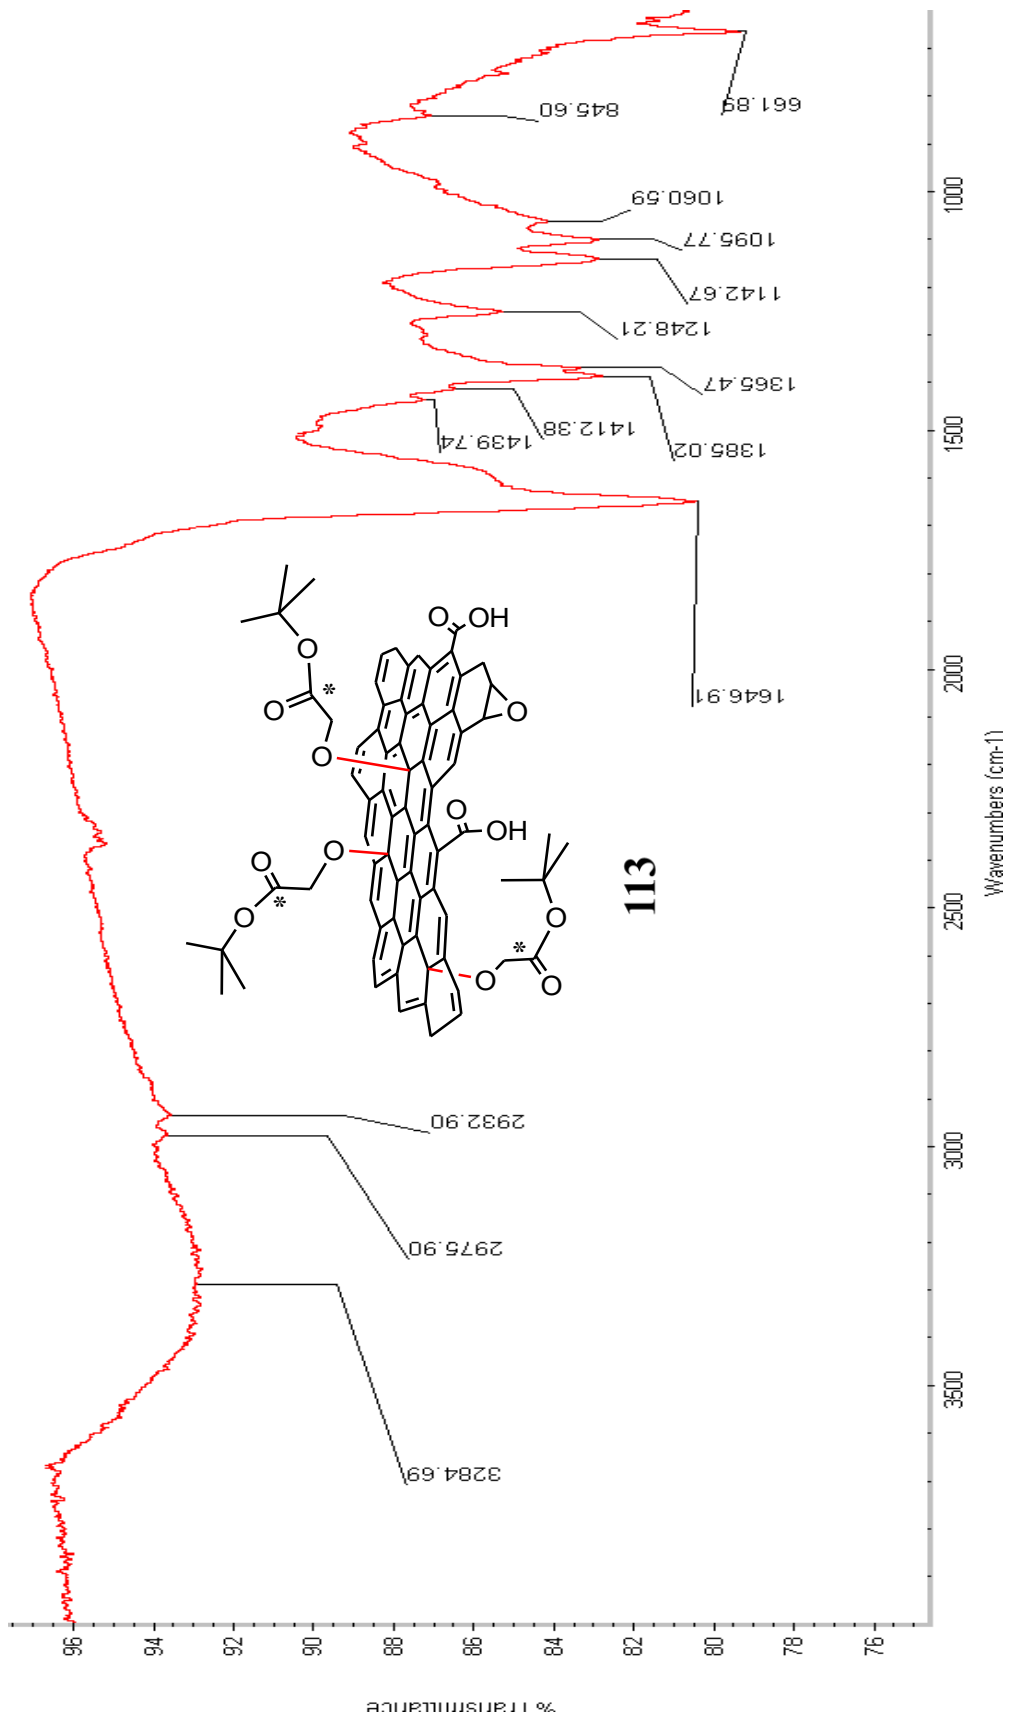 661.89
845.60
1060.59
1095.77
1142.67
1248.21
1365.47
1385.02
1412.38
1439.74
1646.91
2932.90
2975.90
3284.69
O
O
*
O
O
OH
O
O
OH
O
O
*
O
O
O
*
O
O
113
1000
1500
2000
2500
3000
3500
Wavenumbers (cm-1)
96
94
92
90
88
86
84
82
80
78
76
%Transmittance